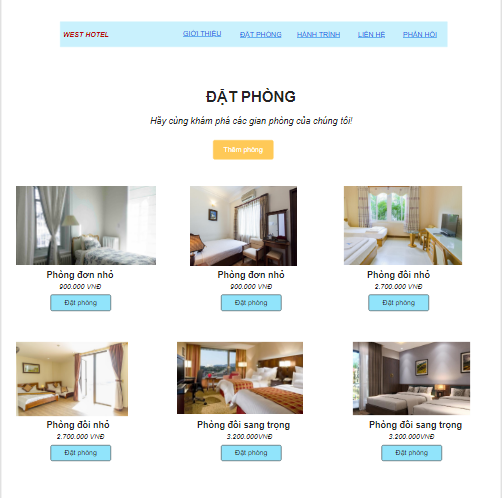 WEST HOTEL
GIỚI THIỆU ĐẶT PHÒNG HÀNH TRÌNH LIÊN HỆ PHẢN HỒI
ĐẶT PHÒNG
Hãy cùng khám phá các gian phòng của chúng tôi!
Thêm phòng
Phòng đơn nhỏ
900.000 VNĐ
Đặt phòng
Phòng đơn nhỏ
900.000 VNĐ
Đặt phòng
Phòng đôi nhỏ
2.700.000 VNĐ
Đặt phòng
Phòng đôi nhỏ
2.700.000 VNĐ
Đặt phòng
Phòng đôi sang trọng
3.200.000VNĐ
Đặt phòng
Phòng đôi sang trọng
3.200.000VNĐ
Đặt phòng